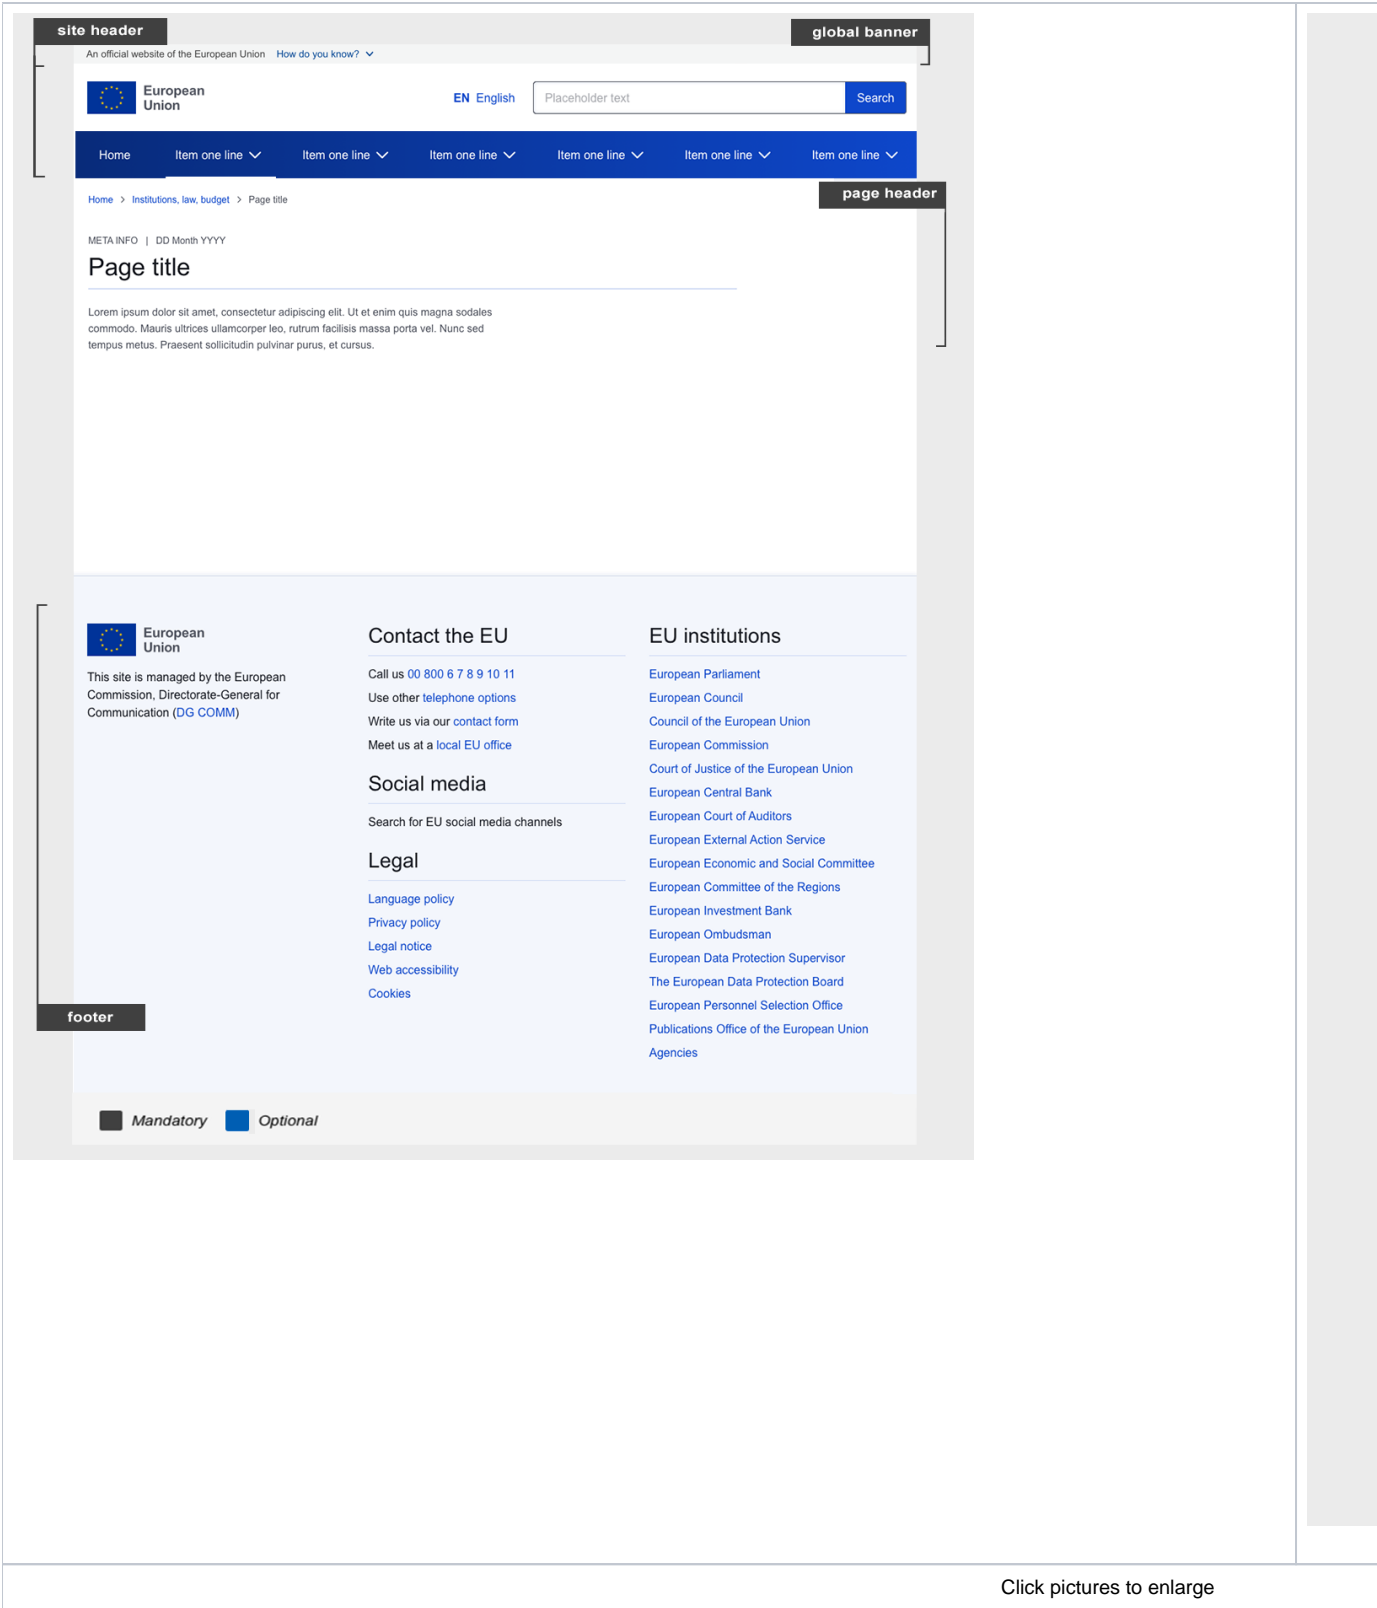 site header
global banner
An official website of the European Union How do you know?
European
Union
EN English
Placeholder text
Search
Home
Item one line
Item one line
Item one line
Item one line
Item one line
Item one line
page header
Home > Institutions, law, budget > Page title
META INFO | DD Month YYYY
Page title
Lorem ipsum dolor sit amet, consectetur adipiscing elit. Ut et enim quis magna sodales
commodo. Mauris ultrices ullamcorper leo, rutrum facilisis massa porta vel. Nunc sed
tempus metus. Praesent sollicitudin pulvinar purus, et cursus.
European
Union
This site is managed by the European
Commission, Directorate-General for
Communication (DG COMM)
footer
Contact the EU
Call us 00 800 6 7 8 9 10 11
Use other telephone options
Write us via our contact form
Meet us at a local EU office
Social media
Search for EU social media channels
Legal
Language policy
Privacy policy
Legal notice
Web accessibility
Cookies
EU institutions
European Parliament
European Council
Council of the European Union
European Commission
Court of Justice of the European Union
European Central Bank
European Court of Auditors
European External Action Service
European Economic and Social Committee
European Committee of the Regions
European Investment Bank
European Ombudsman
European Data Protection Supervisor
The European Data Protection Board
European Personnel Selection Office
Publications Office of the European Union
Agencies
Mandatory
Optional
Click pictures to enlarge